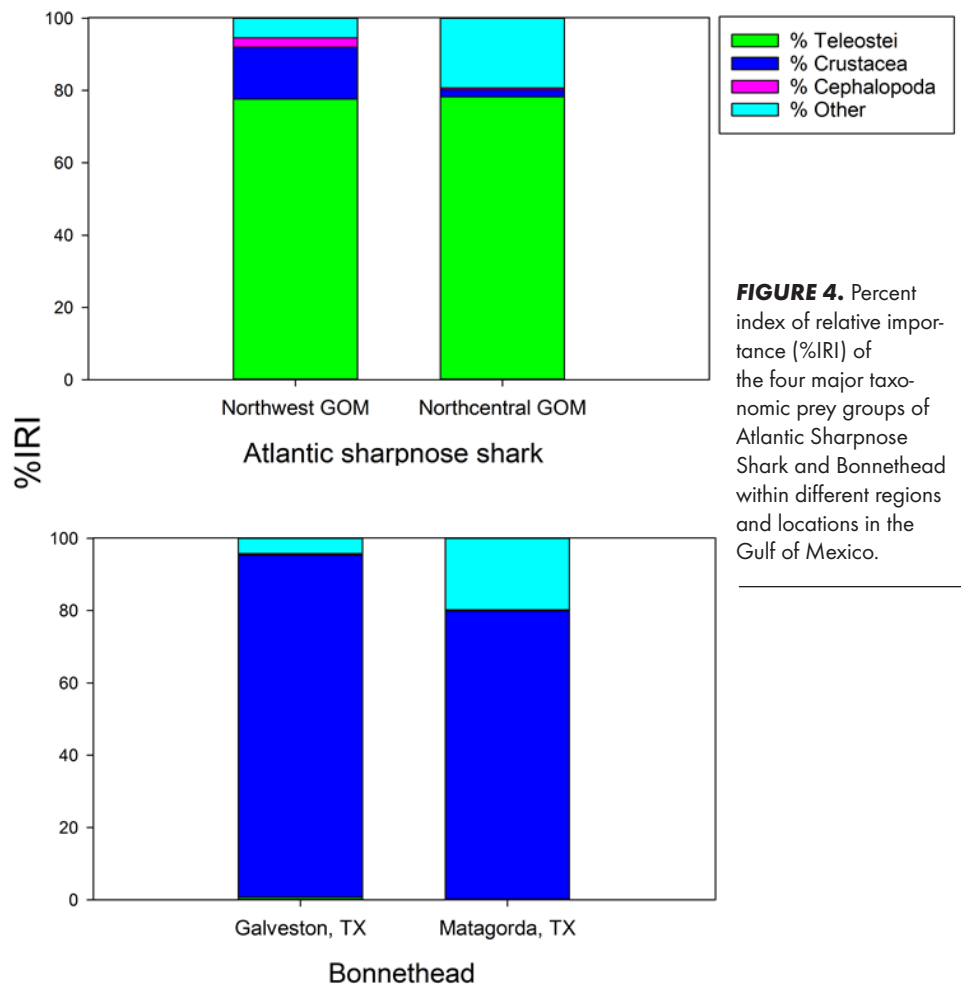 100
80
60
40
20
0
Northwest GOM
Northcentral GOM
Atlantic sharpnose shark
% Teleostei
% Crustacea
% Cephalopoda
% Other
%IRI
FIGURE 4. Percent
index of relative impor-
tance (%IRI) of
the four major taxo-
nomic prey groups of
Atlantic Sharpnose
Shark and Bonnethead
within different regions
and locations in the
Gulf of Mexico.
100
80
60
40
20
0
Galveston, TX
Matagorda, TX
Bonnethead